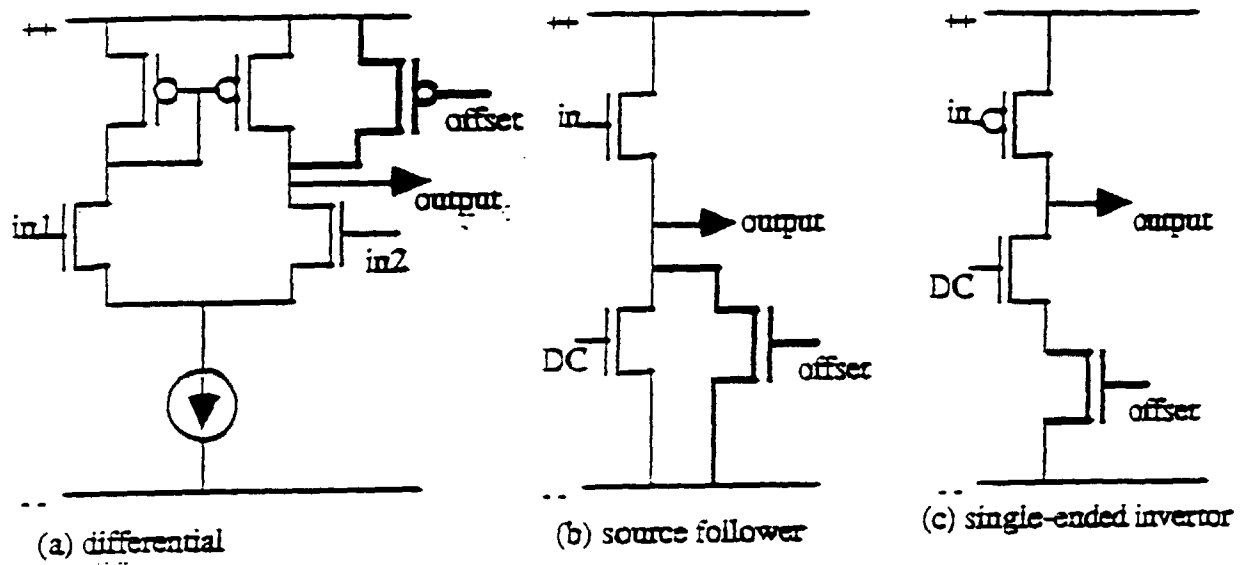 ++
offset
output
in1
in2
--
(a) differential
++
in
output
DC
offset
--
(b) source follower
++
in
output
DC
offset
--
(c) single-ended invertor